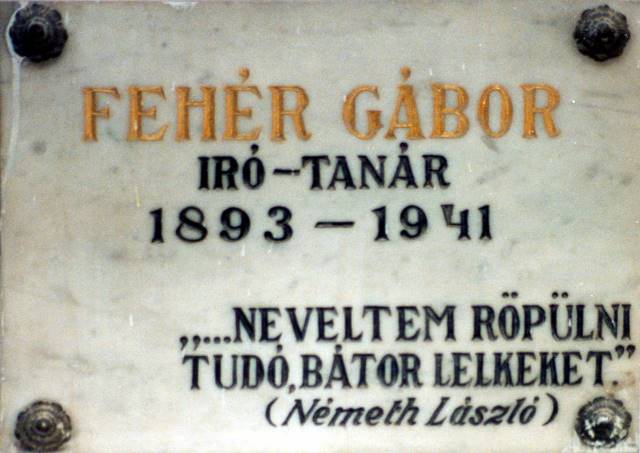 FEHÉR GÁBOR
IRÓ-TANÁR
1893 - 1941
„...NEVELTEM RÖPÜLNI
TUDÓ, BÁTOR LELKEKET."
(Németh László)